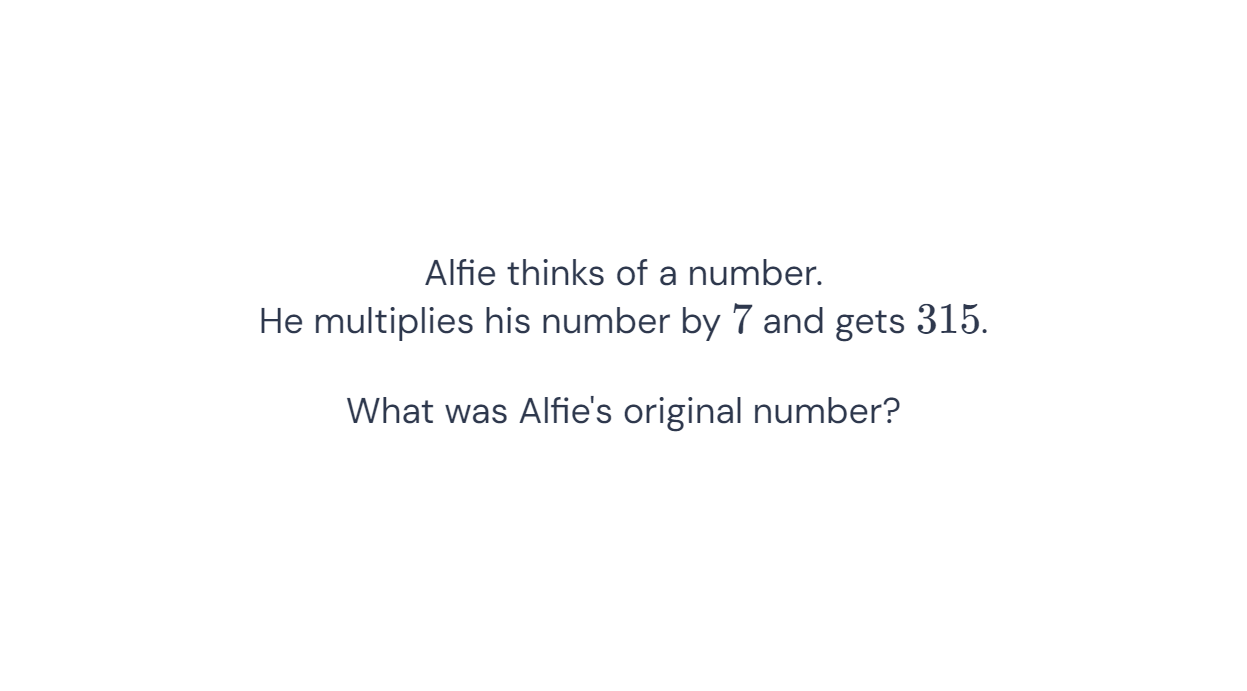 Alfie thinks of a number.
He multiplies his number by 7 and gets 315.
What was Alfie's original number?